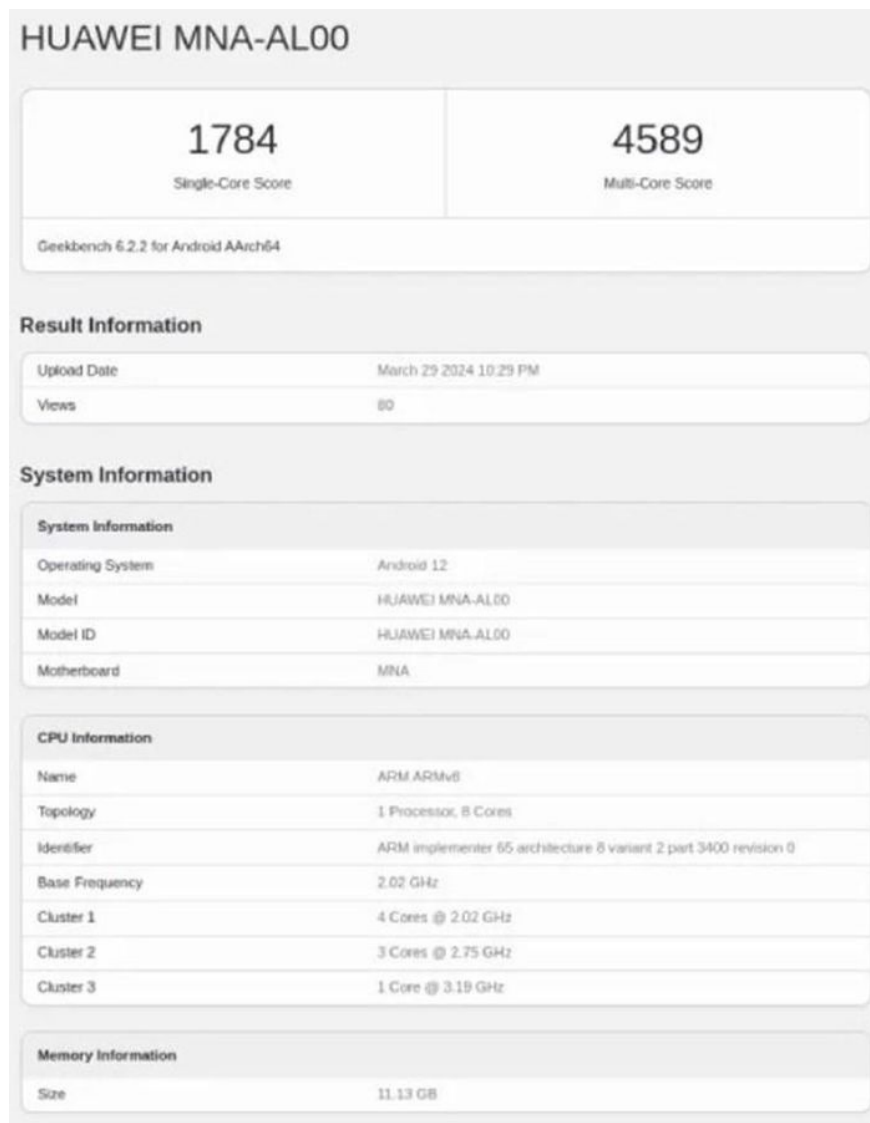 HUAWEI MNA-AL00
1784 4589
Single-Core Score Multi-Core Score
Geekbench 6.2.2 for Android AArch64
Result Information
Upload Date March 29 2024 10:29 PM
Views 80
System Information
System Information
Operating System Android 12
Model HUAWEI MNA-AL00
Model ID HUAWEI MNA-AL00
Motherboard MNA
CPU Information
Name ARM ARMv8
Topology 1 Processor, 8 Cores
Identifier ARM implementer 65 architecture 8 variant 2 part 3400 revision 0
Base Frequency 2.02 GHz
Cluster 1 4 Cores @ 2.02 GHz
Cluster 2 3 Cores @ 2.75 GHz
Cluster 3 1 Core @ 3.19 GHz
Memory Information
Size 11.13 GB